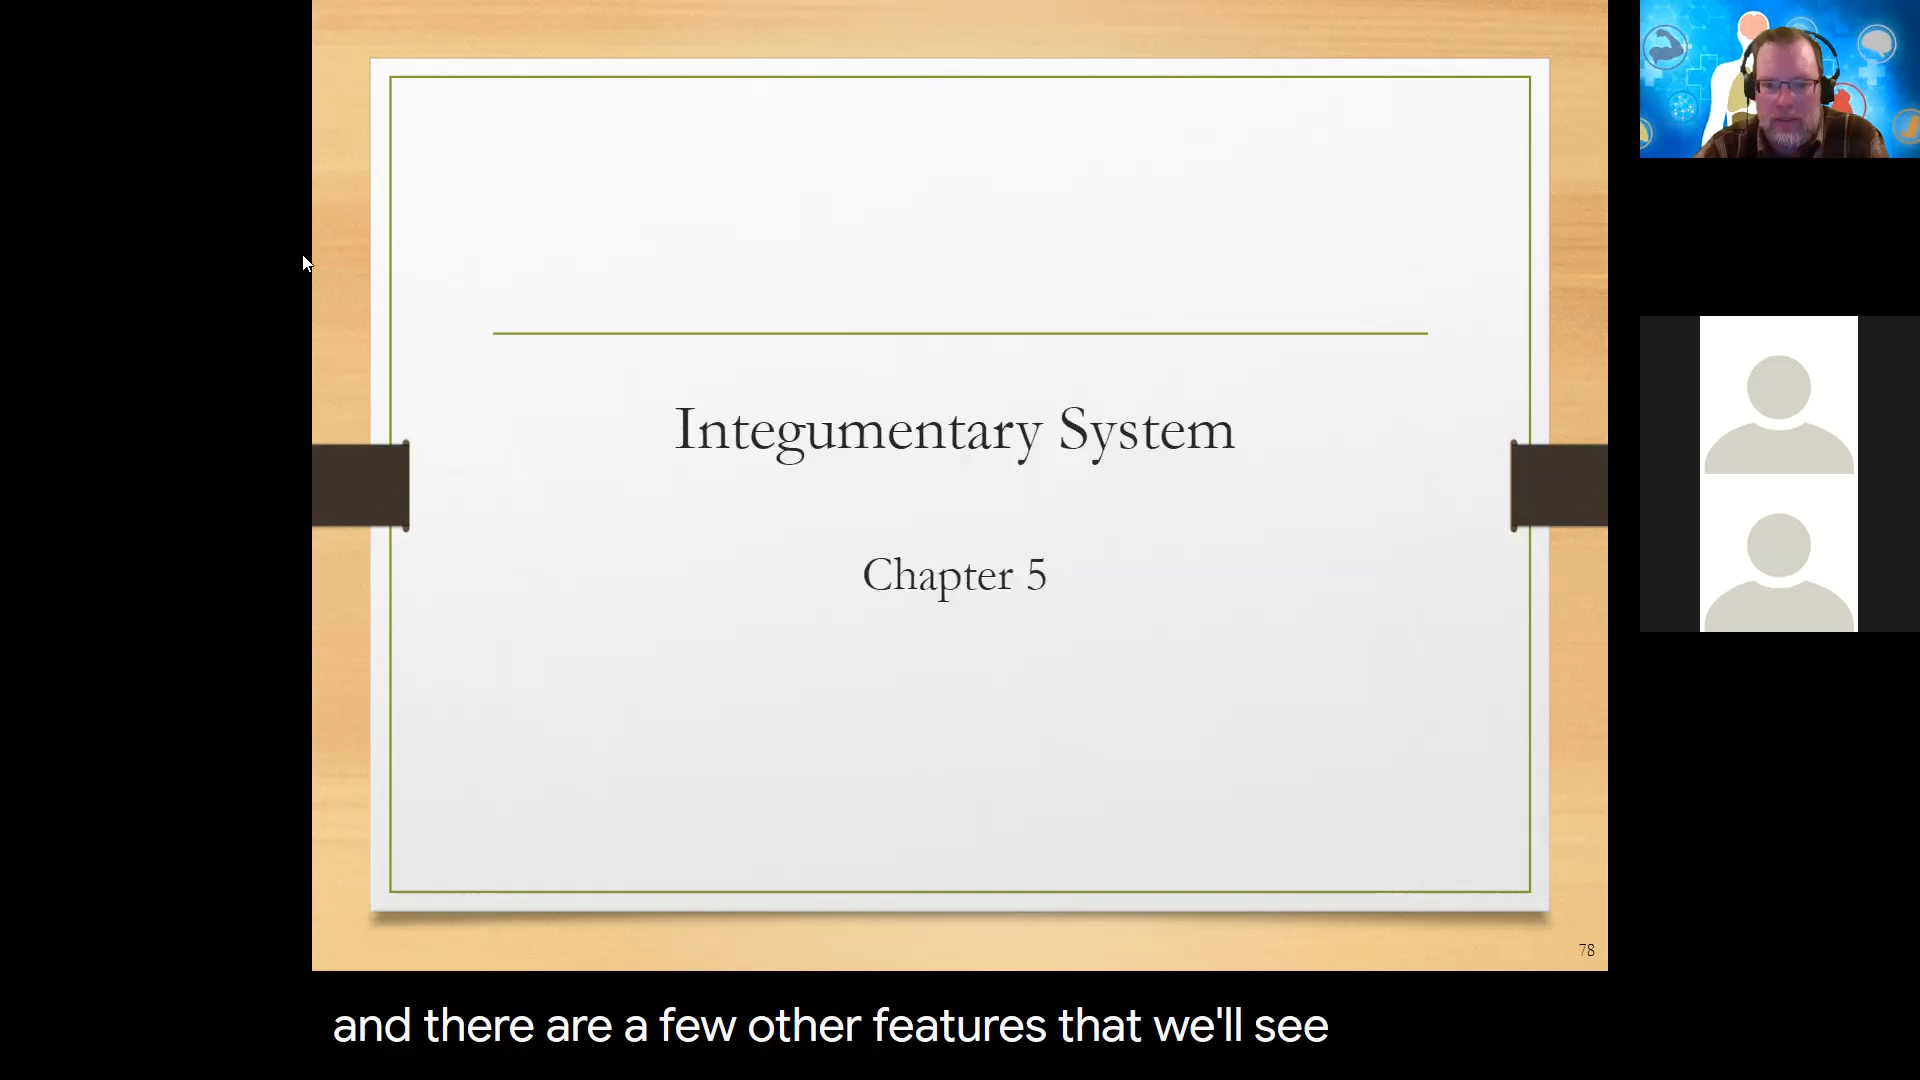 Integumentary System
Chapter 5
78
and there are a few other features that we'll see